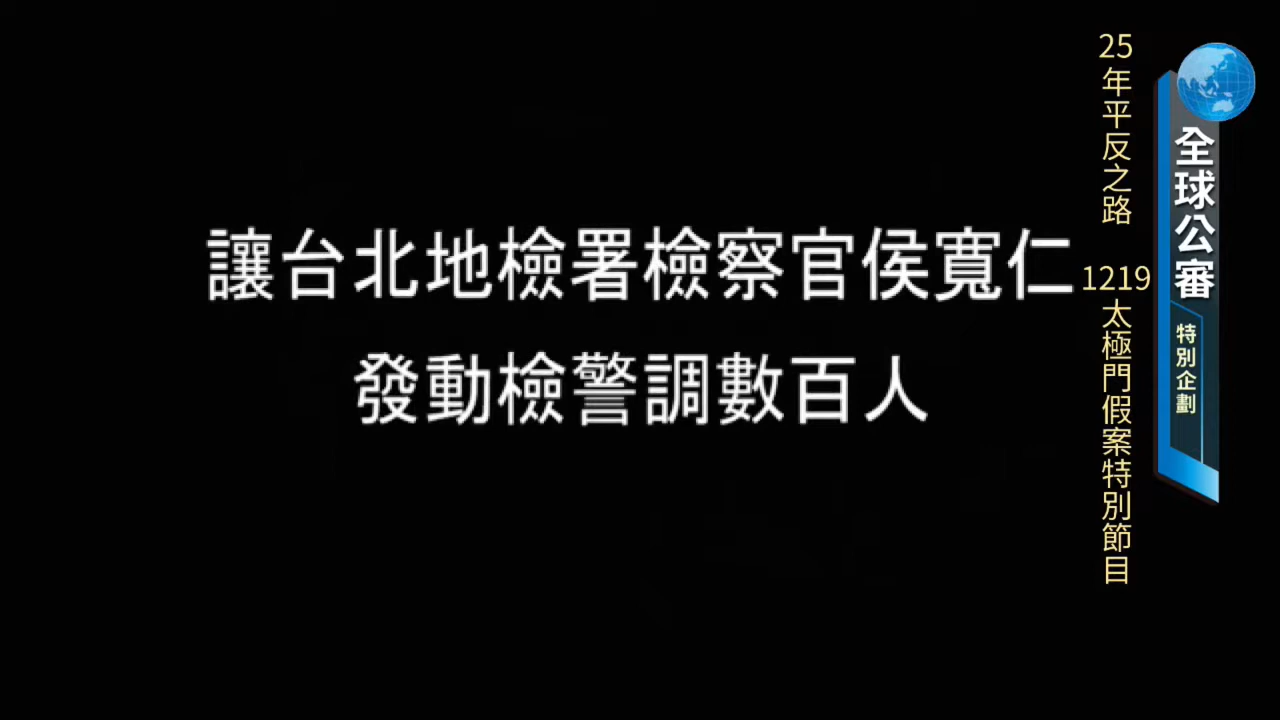 讓台北地檢署檢察官侯寬仁
發動檢警調數百人
25年平反之路
1219太極門假案特別節目
全球公審
特別企劃